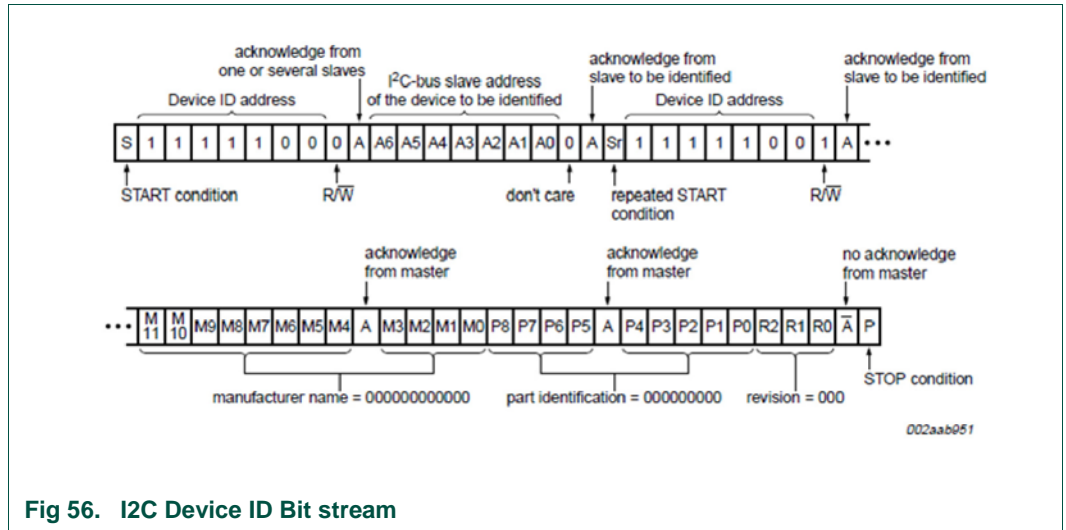 acknowledge from
one or several slaves
I²C-bus slave address
of the device to be identified
acknowledge from
slave to be identified
acknowledge from
slave to be identified
Device ID address
Device ID address
S 1 1 1 1 1 0 0 0 A A6 A5 A4 A3 A2 A1 A0 0 A Sr 1 1 1 1 1 0 0 1 A •••
START condition
R/W̅
don't care
repeated START
condition
R/W̅
acknowledge
from master
acknowledge
from master
no acknowledge
from master
••• M11 M10 M9 M8 M7 M6 M5 M4 A M3 M2 M1 M0 P8 P7 P6 P5 A P4 P3 P2 P1 P0 R2 R1 R0 A̅ P
STOP condition
manufacturer name = 000000000000
part identification = 000000000
revision = 000
002aab951
Fig 56. I2C Device ID Bit stream